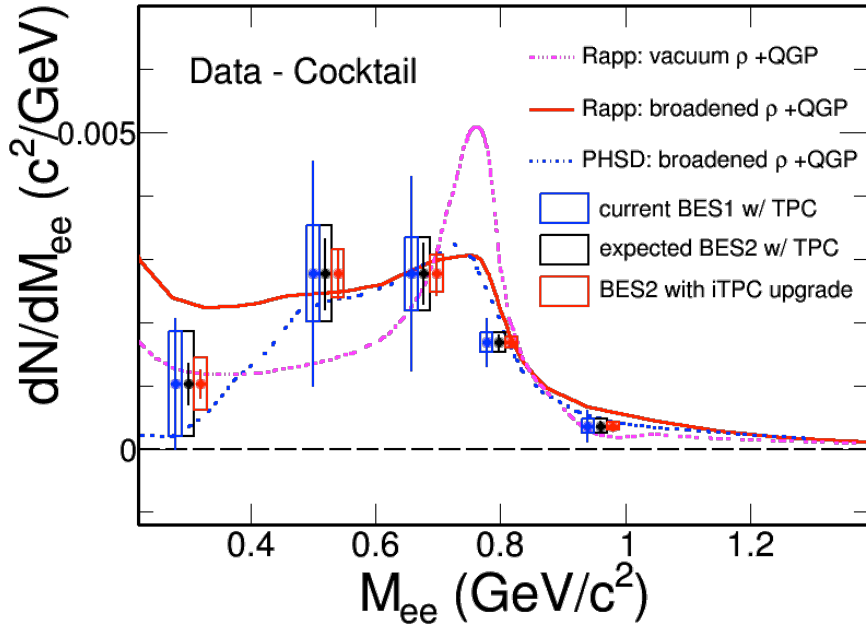 Data - Cocktail
Rapp: vacuum ρ +QGP
Rapp: broadened ρ +QGP
PHSD: broadened ρ +QGP
current BES1 w/ TPC
expected BES2 w/ TPC
BES2 with iTPC upgrade
dN/dM_ee (c²/GeV)
0.005
0
0.4 0.6 0.8 1 1.2
M_ee (GeV/c²)